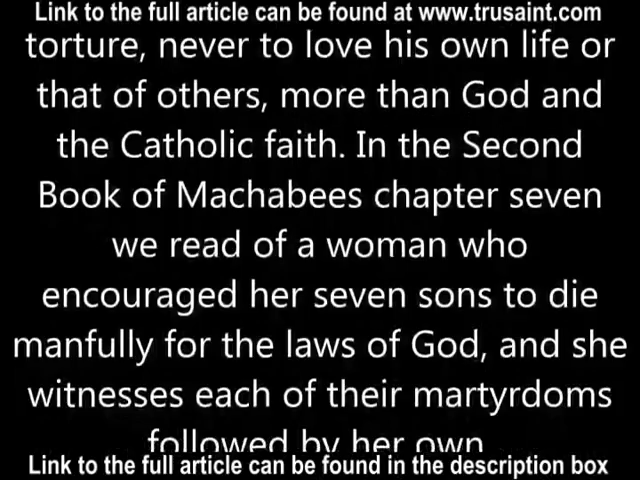 Link to the full article can be found at www.trusaint.com
torture, never to love his own life or
that of others, more than God and
the Catholic faith. In the Second
Book of Machabees chapter seven
we read of a woman who
encouraged her seven sons to die
manfully for the laws of God, and she
witnesses each of their martyrdoms
followed by her own
Link to the full article can be found in the description box